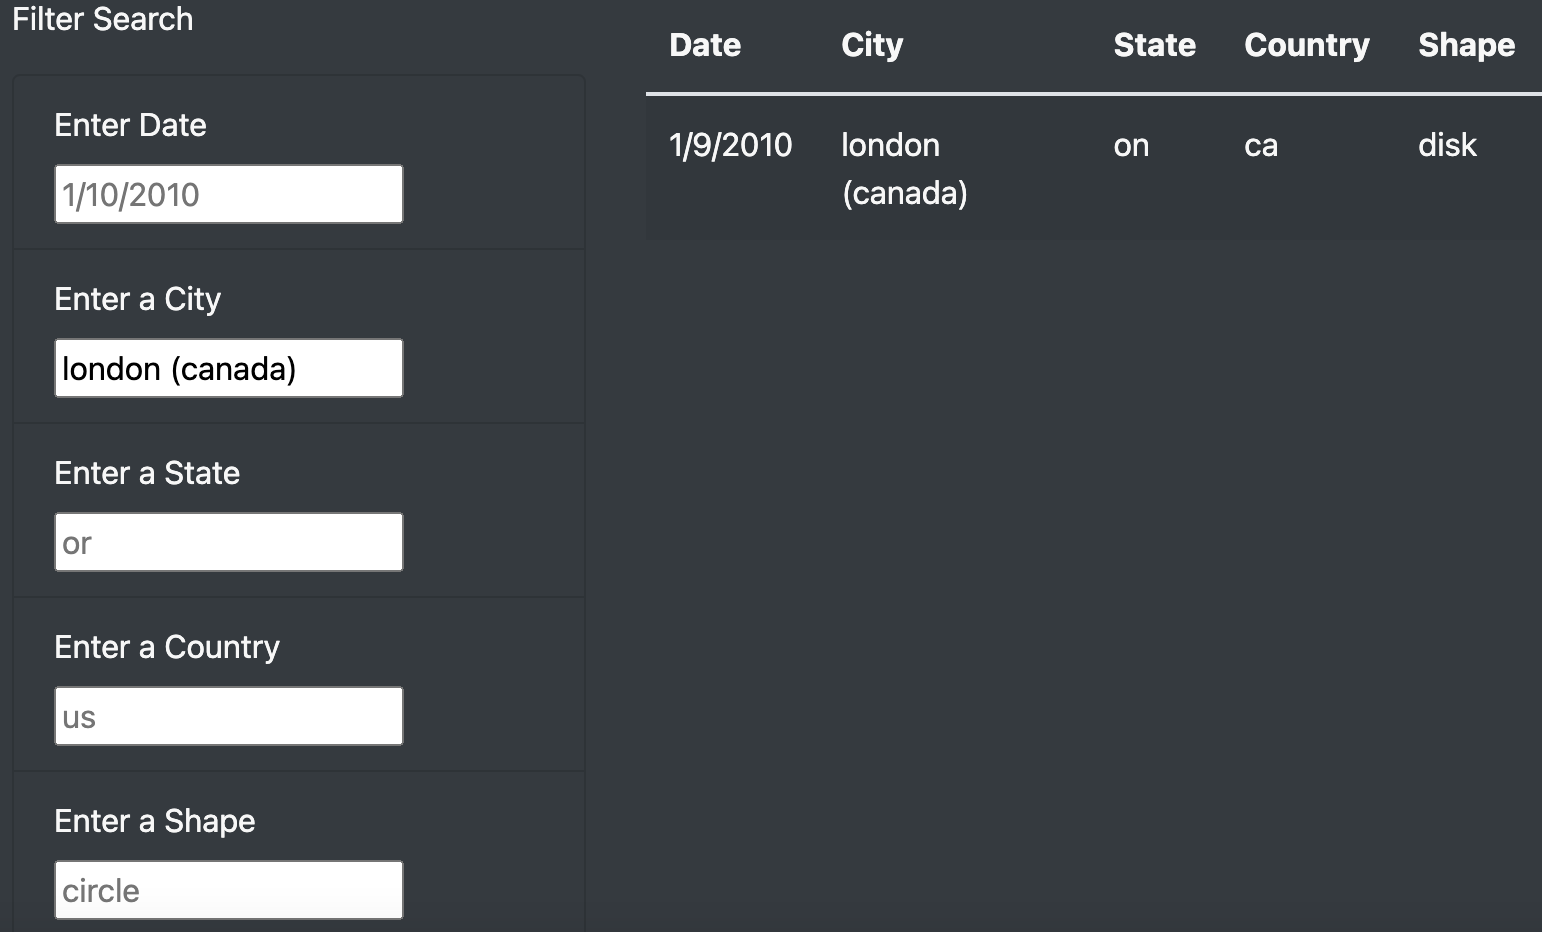 Filter Search
Enter Date
1/10/2010
Enter a City
london (canada)
Enter a State
or
Enter a Country
us
Enter a Shape
circle
Date City State Country Shape
1/9/2010 london on ca disk
(canada)